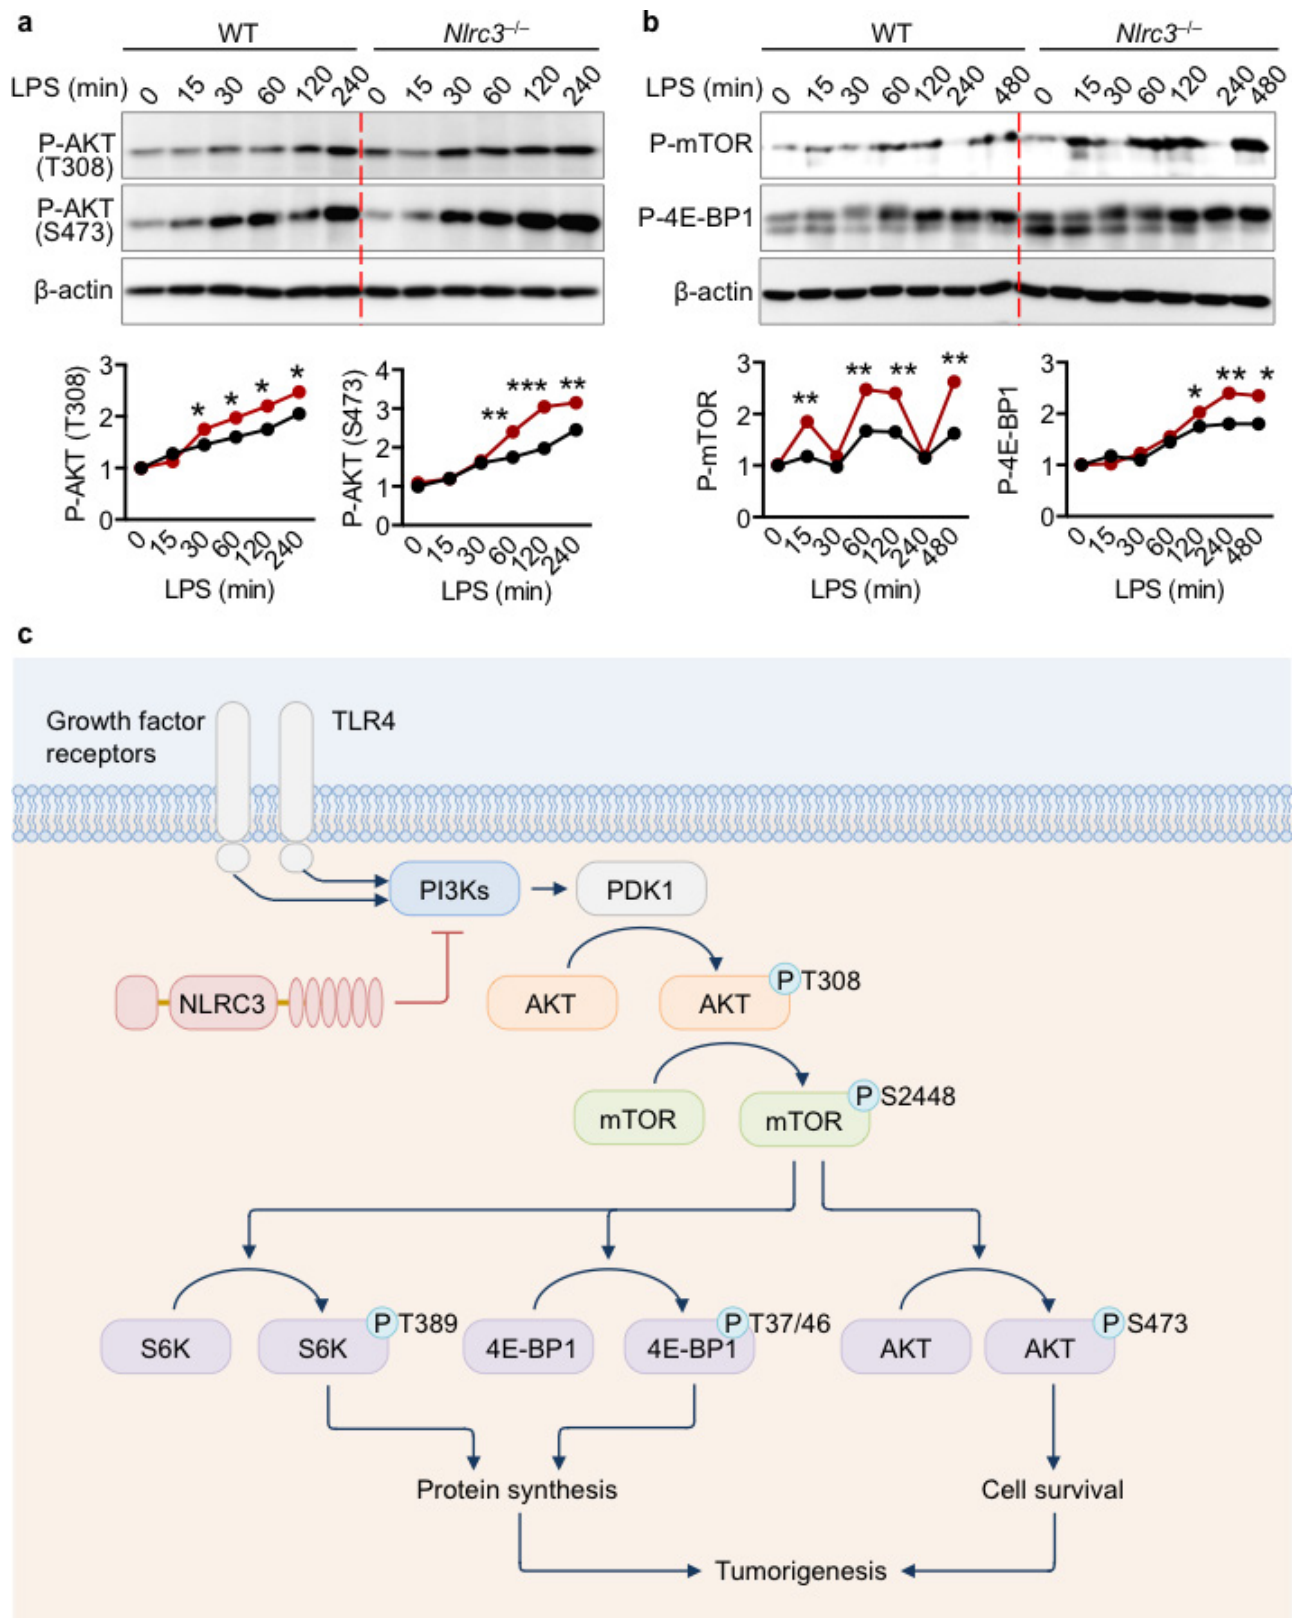 a
WT Nlrc3–/–
LPS (min) 0 15 30 60 120 240 0 15 30 60 120 240
P-AKT
(T308)
P-AKT
(S473)
β-actin
P-AKT (T308)
3
2
1
0
* * * *
0 15 30 60 120 240
LPS (min)
P-AKT (S473)
4
3
2
1
0
** *** **
0 15 30 60 120 240
LPS (min)
b
WT Nlrc3–/–
LPS (min) 0 15 30 60 120 240 480 0 15 30 60 120 240 480
P-mTOR
P-4E-BP1
β-actin
P-mTOR
3
2
1
0
** ** ** **
0 15 30 60 120 240 480
LPS (min)
P-4E-BP1
3
2
1
0
* ** *
0 15 30 60 120 240 480
LPS (min)
c
Growth factor
receptors
TLR4
PI3Ks PDK1
NLRC3 AKT AKT P T308
mTOR mTOR P S2448
S6K S6K P T389 4E-BP1 4E-BP1 P T37/46 AKT AKT P S473
Protein synthesis Cell survival
Tumorigenesis